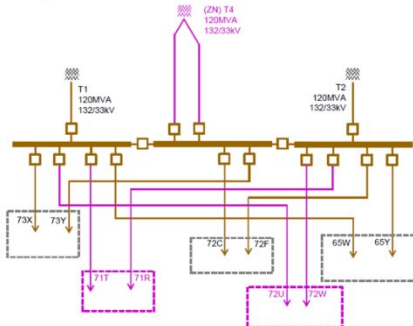 (ZN) T4
120MVA
132/33kV
T1
120MVA
132/33kV
T2
120MVA
132/33kV
73X
73Y
72C
72F
65W
65Y
71T
71R
72U
72W